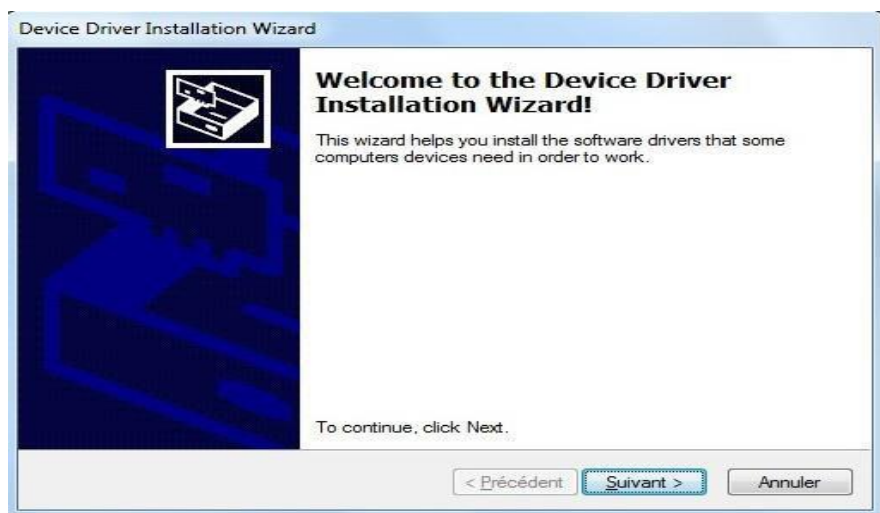 Device Driver Installation Wizard
Welcome to the Device Driver
Installation Wizard!
This wizard helps you install the software drivers that some
computers devices need in order to work.
To continue, click Next.
< Précédent
Suivant >
Annuler